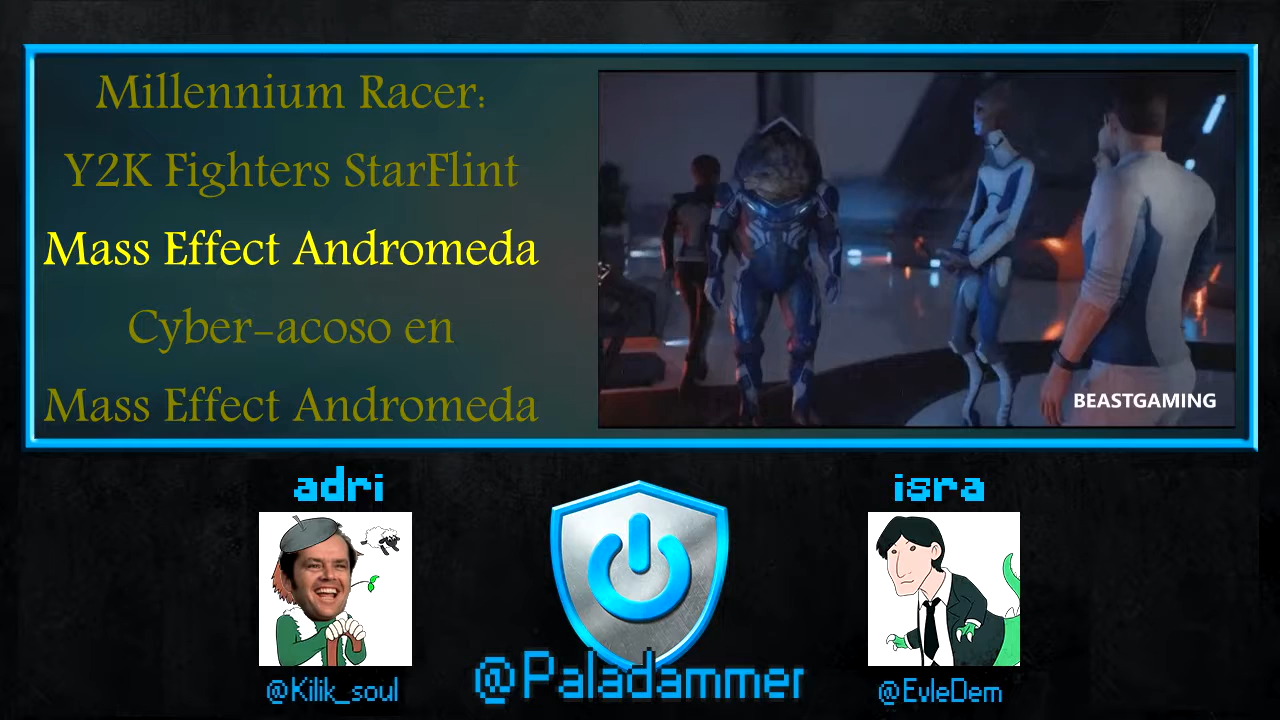 Millennium Racer:
Y2K Fighters StarFlint
Mass Effect Andromeda
Cyber-acoso en
Mass Effect Andromeda
BEASTGAMING
adri
isra
@Kilik_soul
@Paladammer
@EvleDem